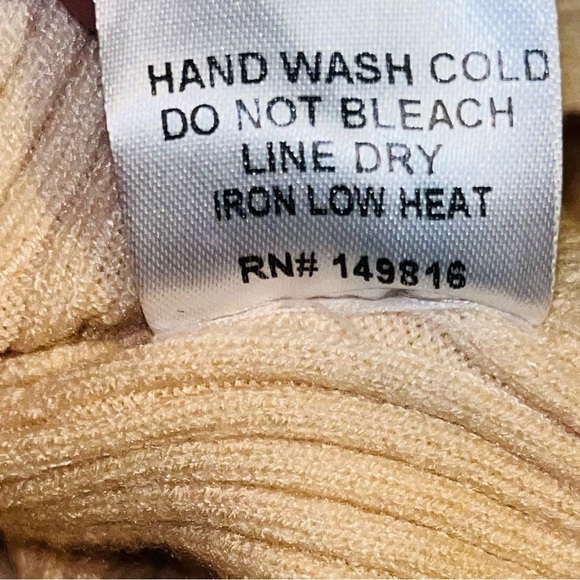 HAND WASH COLD
DO NOT BLEACH
LINE DRY
IRON LOW HEAT
RN# 149816